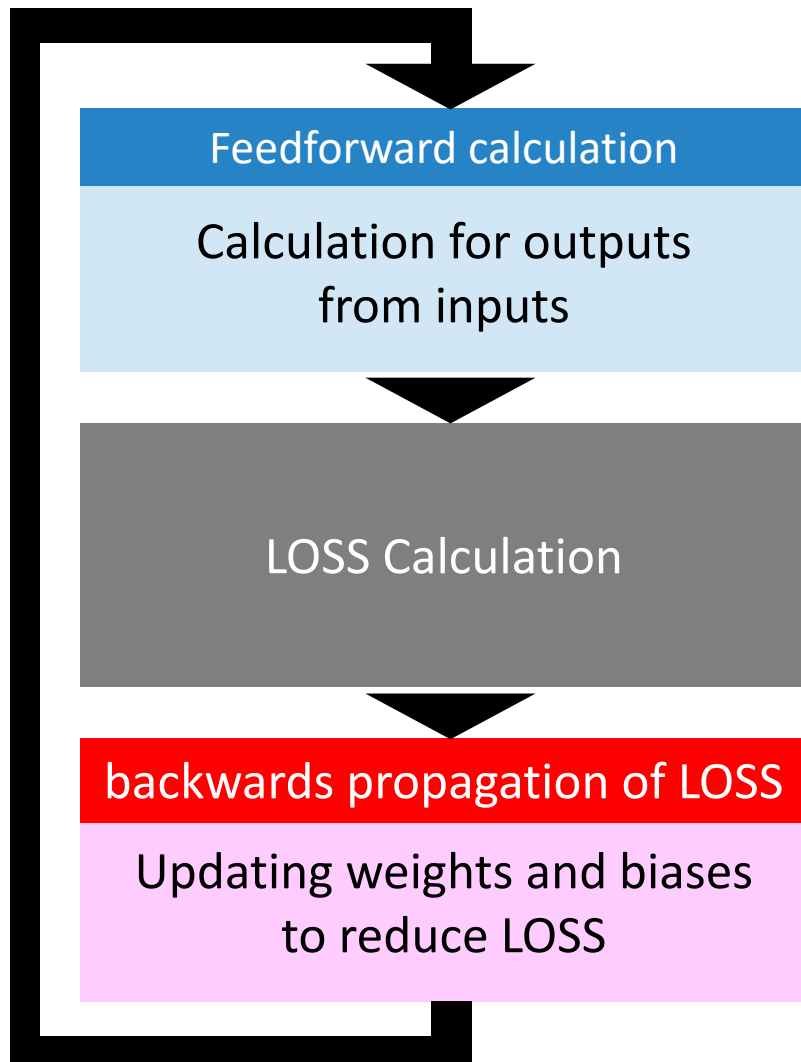 Feedforward calculation
Calculation for outputs
from inputs
LOSS Calculation
backwards propagation of LOSS
Updating weights and biases
to reduce LOSS